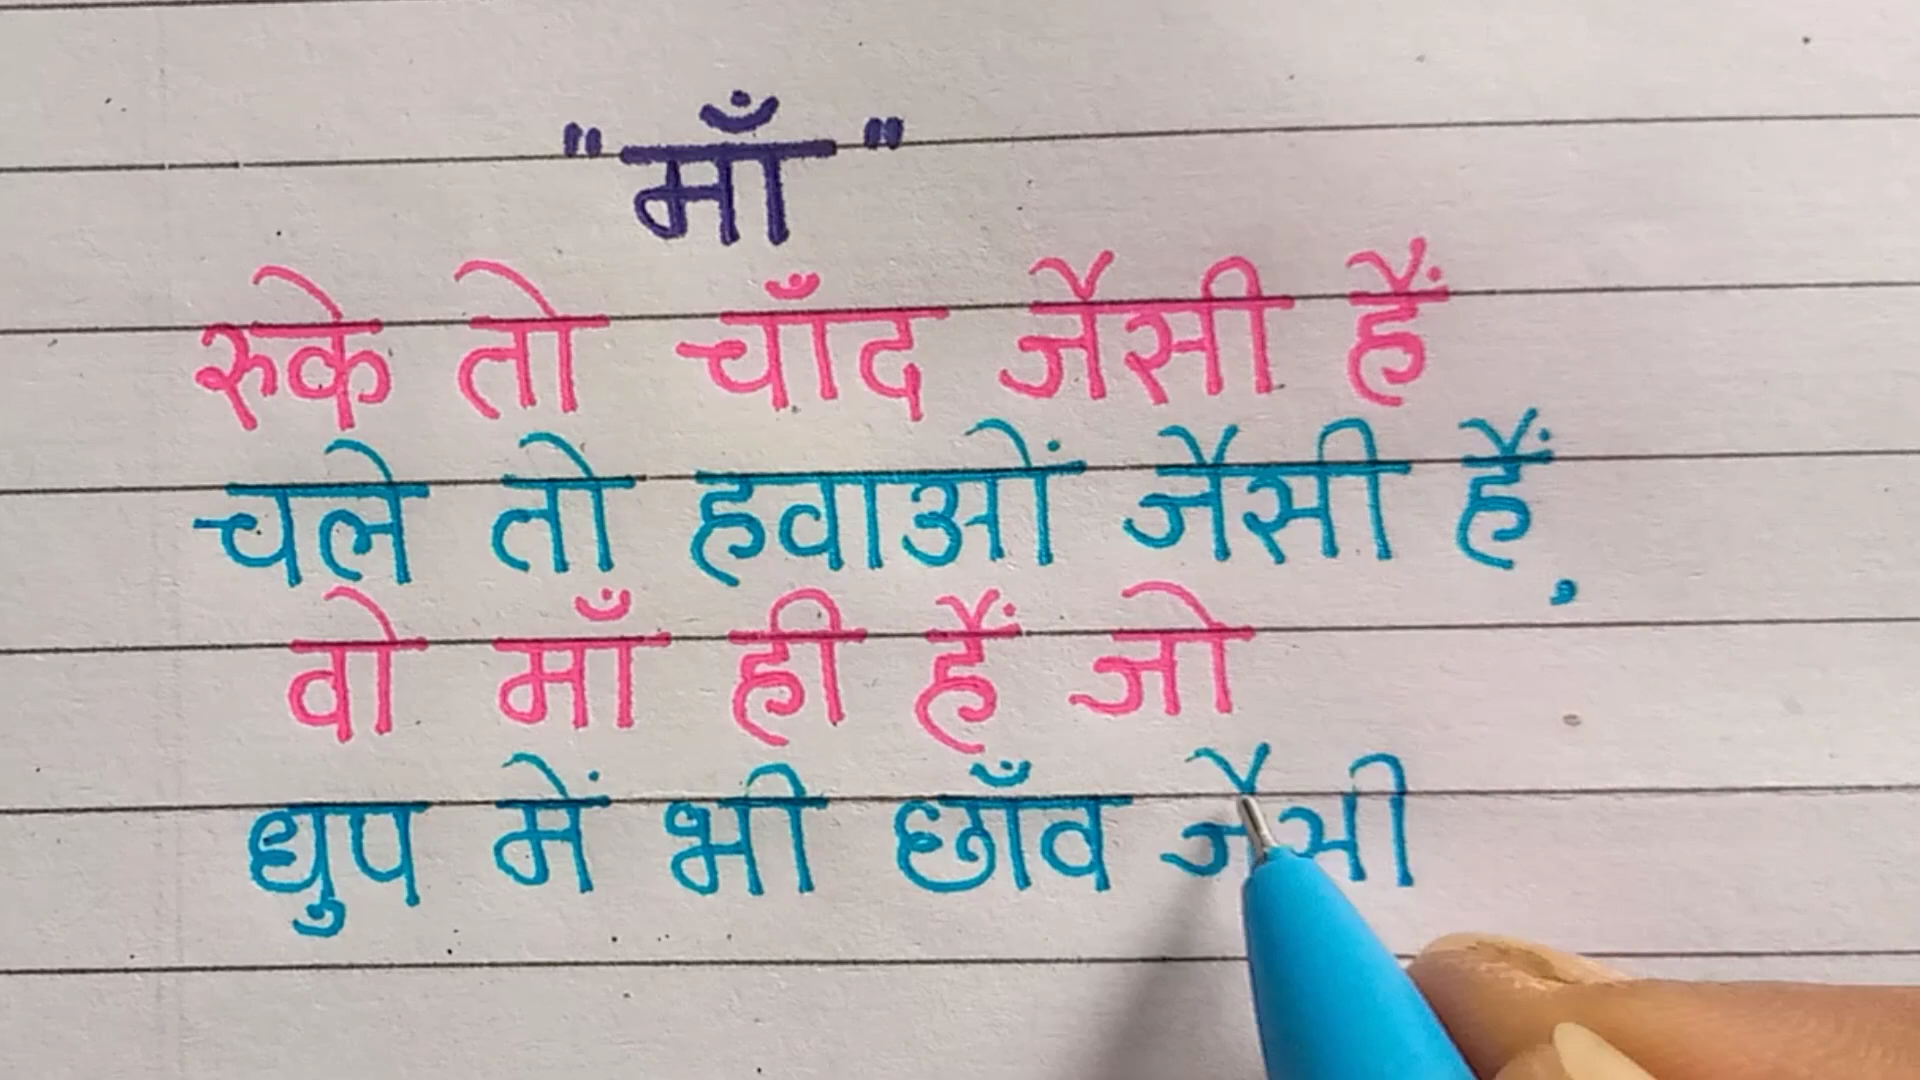 "माँ"
रुके तो चाँद जैसी हैं
चले तो हवाओं जैसी हैं,
वो माँ ही हैं जो
धुप में भी छाँव जैसी